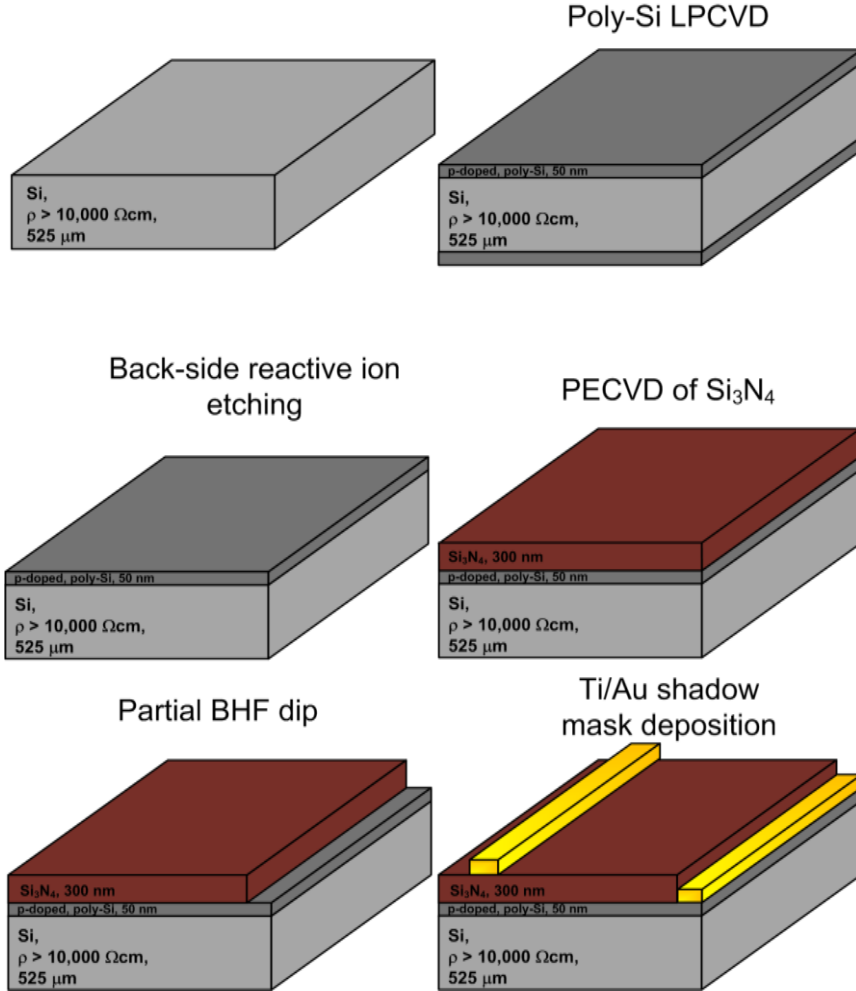 Poly-Si LPCVD
Si,
ρ > 10,000 Ωcm,
525 μm
p-doped, poly-Si, 50 nm
Si,
ρ > 10,000 Ωcm,
525 μm
Back-side reactive ion
etching
PECVD of Si₃N₄
p-doped, poly-Si, 50 nm
Si,
ρ > 10,000 Ωcm,
525 μm
Si₃N₄, 300 nm
p-doped, poly-Si, 50 nm
Si,
ρ > 10,000 Ωcm,
525 μm
Partial BHF dip
Ti/Au shadow
mask deposition
Si₃N₄, 300 nm
p-doped, poly-Si, 50 nm
Si,
ρ > 10,000 Ωcm,
525 μm
Si₃N₄, 300 nm
p-doped, poly-Si, 50 nm
Si,
ρ > 10,000 Ωcm,
525 μm